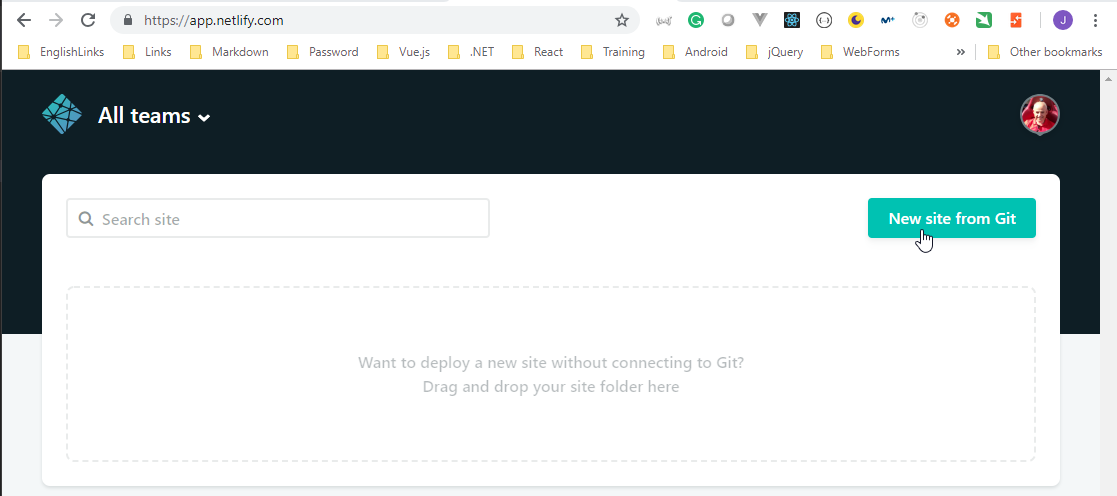 https://app.netlify.com
J
EnglishLinks Links Markdown Password Vue.js .NET React Training Android jQuery WebForms » Other bookmarks
All teams
Search site
New site from Git
Want to deploy a new site without connecting to Git?
Drag and drop your site folder here